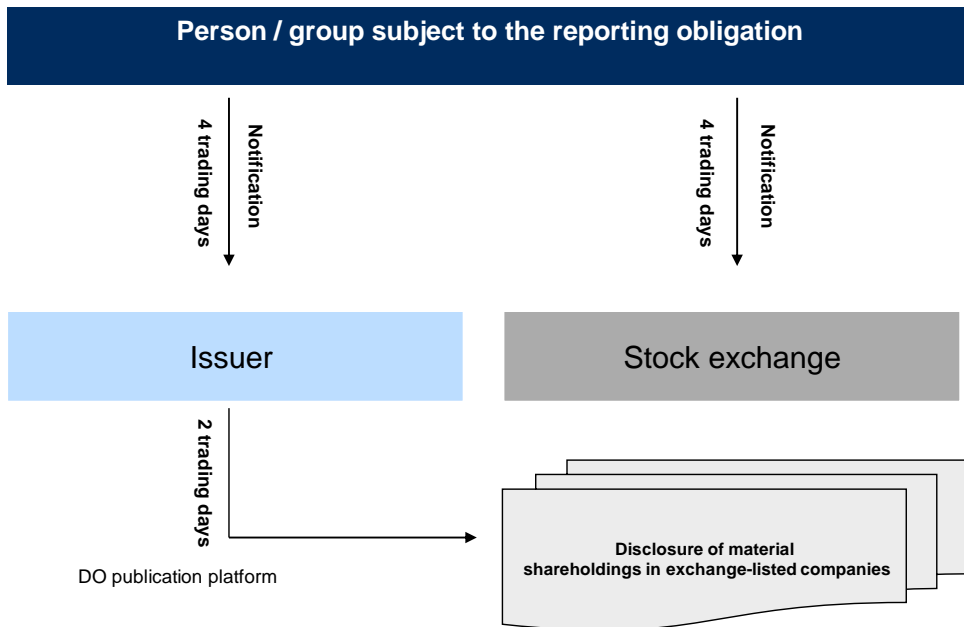 Person / group subject to the reporting obligation
4 trading days
Notification
4 trading days
Notification
Issuer
Stock exchange
2 trading days
DO publication platform
Disclosure of material
shareholdings in exchange-listed companies